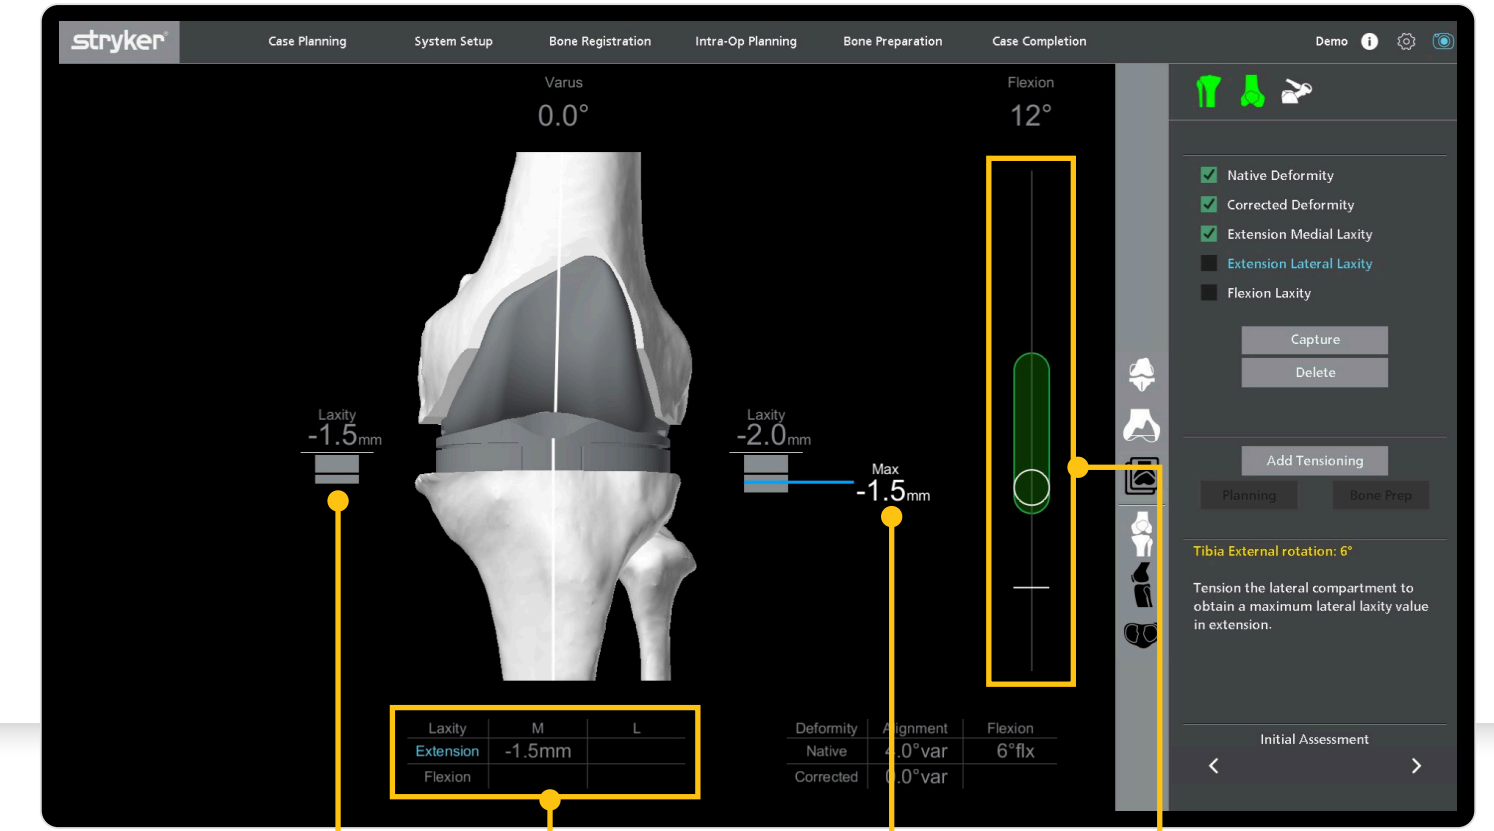 stryker
Case Planning
System Setup
Bone Registration
Intra-Op Planning
Bone Preparation
Case Completion
Demo
Varus
0.0°
Flexion
12°
Native Deformity
Corrected Deformity
Extension Medial Laxity
Extension Lateral Laxity
Flexion Laxity
Capture
Delete
Laxity
-1.5mm
Laxity
-2.0mm
Max
-1.5mm
Add Tensioning
Planning
Bone Prep
Tibia External rotation: 6°
Tension the lateral compartment to
obtain a maximum lateral laxity value
in extension.
Laxity M L
Extension -1.5mm
Flexion
Deformity Alignment Flexion
Native 4.0°var 6°flx
Corrected 0.0°var
Initial Assessment